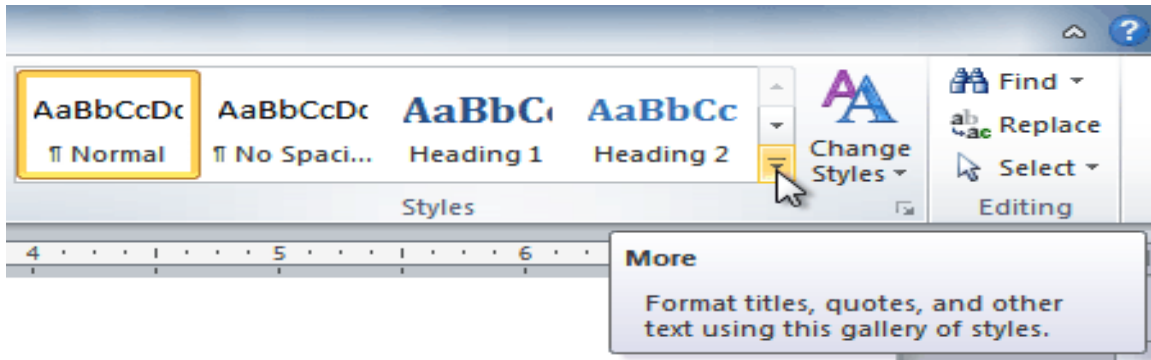 ?
AaBbCcDc AaBbCcDc AaBbC AaBbCc
¶ Normal ¶ No Spaci... Heading 1 Heading 2
Change
Styles
Find
Replace
Select
Styles
Editing
4 5 6
More
Format titles, quotes, and other
text using this gallery of styles.